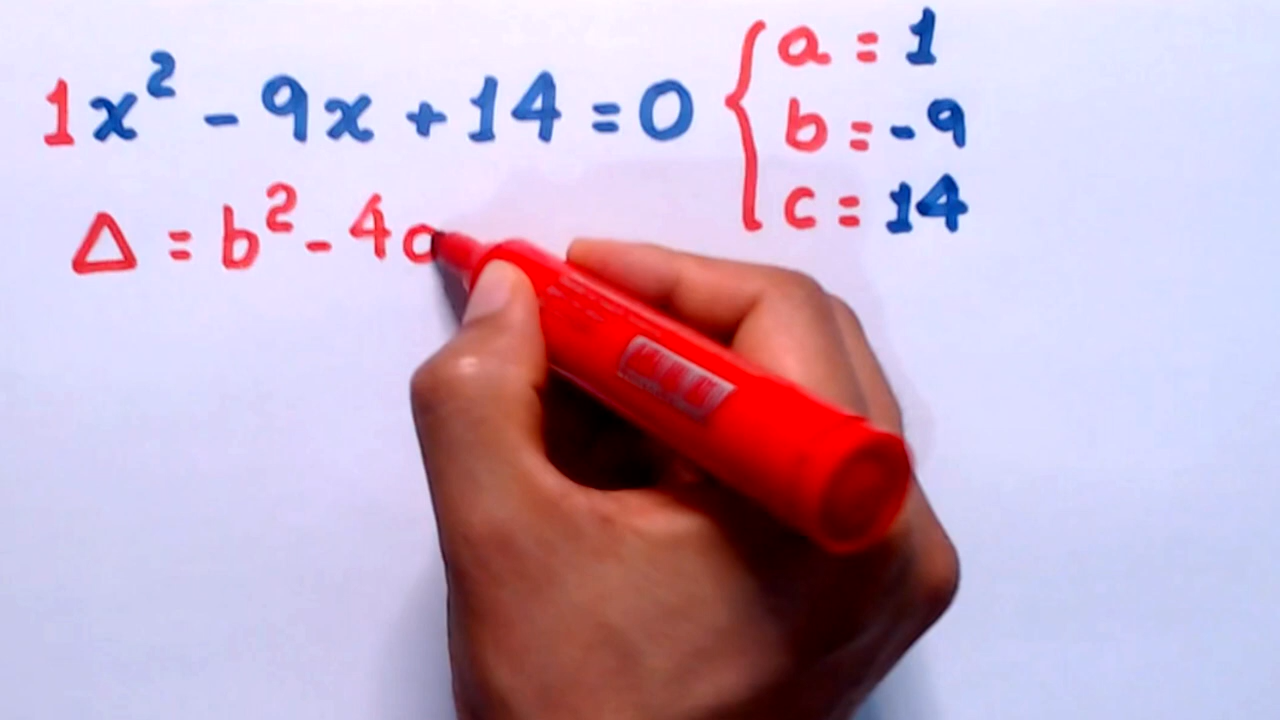 1x² - 9x + 14 = 0
a = 1
b = -9
c = 14
Δ = b² - 4a